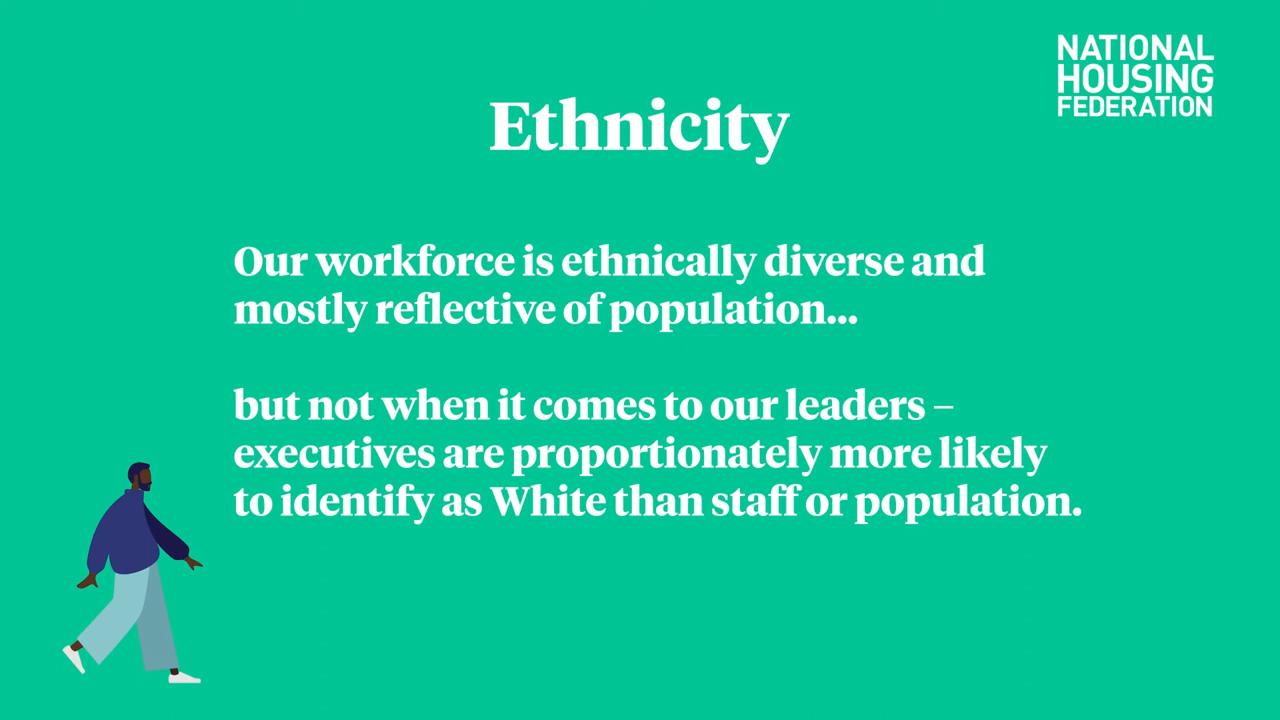 NATIONAL
HOUSING
FEDERATION
Ethnicity
Our workforce is ethnically diverse and
mostly reflective of population...
but not when it comes to our leaders –
executives are proportionately more likely
to identify as White than staff or population.